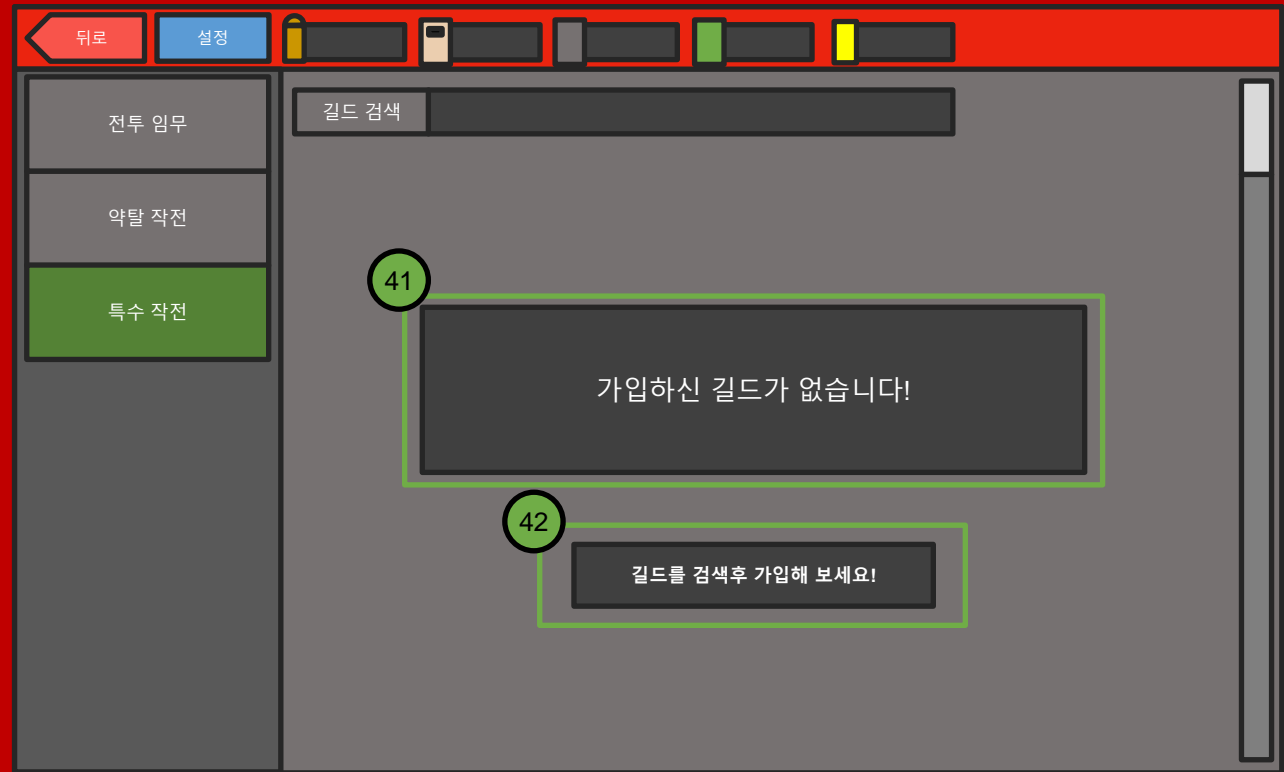 뒤로
설정
전투 임무
약탈 작전
특수 작전
길드 검색
41
가입하신 길드가 없습니다!
42
길드를 검색후 가입해 보세요!